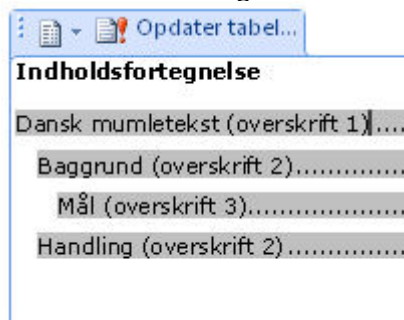 Opdater tabel...
Indholdsfortegnelse
Dansk mumletekst (overskrift 1)....
Baggrund (overskrift 2)..............
Mål (overskrift 3)....................
Handling (overskrift 2)...............